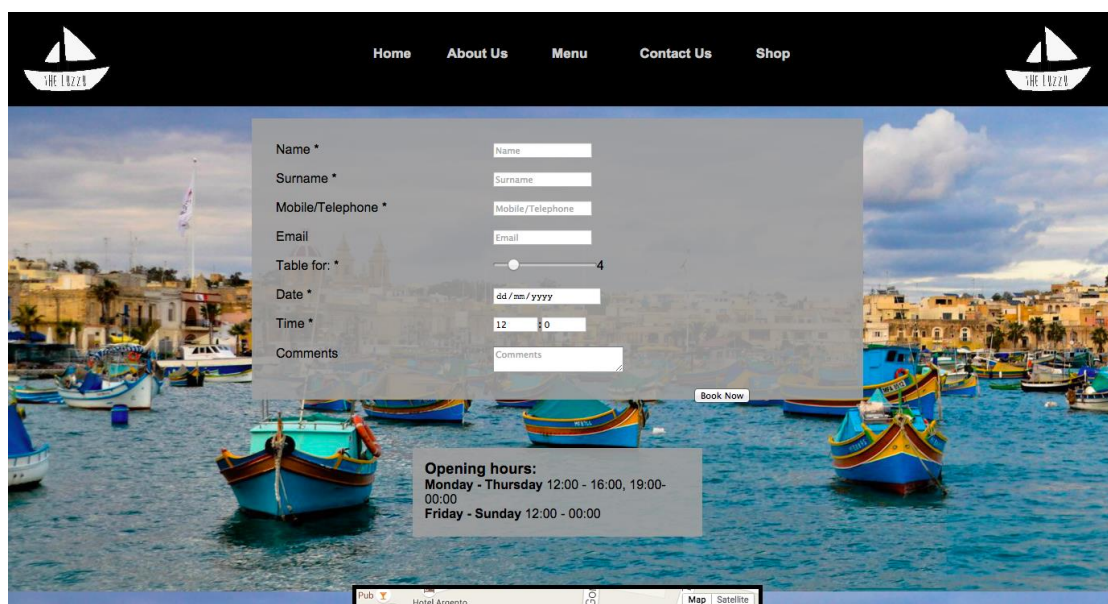 THE LUZZU
Home About Us Menu Contact Us Shop
THE LUZZU
Name * Name
Surname * Surname
Mobile/Telephone * Mobile/Telephone
Email Email
Table for: * 4
Date * dd/mm/yyyy
Time * 12 : 0
Comments Comments
Book Now
Opening hours:
Monday - Thursday 12:00 - 16:00, 19:00-
00:00
Friday - Sunday 12:00 - 00:00
Pub
Hotel Argento
Map Satellite